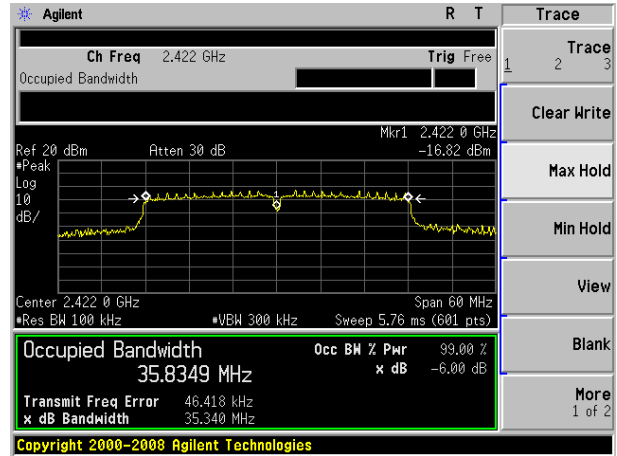 Agilent R T Trace
Ch Freq 2.422 GHz Trig Free
Occupied Bandwidth
Trace
1 2 3
Clear Write
Max Hold
Min Hold
View
Blank
More
1 of 2
Mkr1 2.422 0 GHz
Ref 20 dBm Atten 30 dB -16.82 dBm
#Peak
Log
10
dB/
1
Center 2.422 0 GHz Span 60 MHz
#Res BW 100 kHz #VBW 300 kHz Sweep 5.76 ms (601 pts)
Occupied Bandwidth Occ BW % Pwr 99.00 %
35.8349 MHz x dB -6.00 dB
Transmit Freq Error 46.418 kHz
x dB Bandwidth 35.340 MHz
Copyright 2000-2008 Agilent Technologies